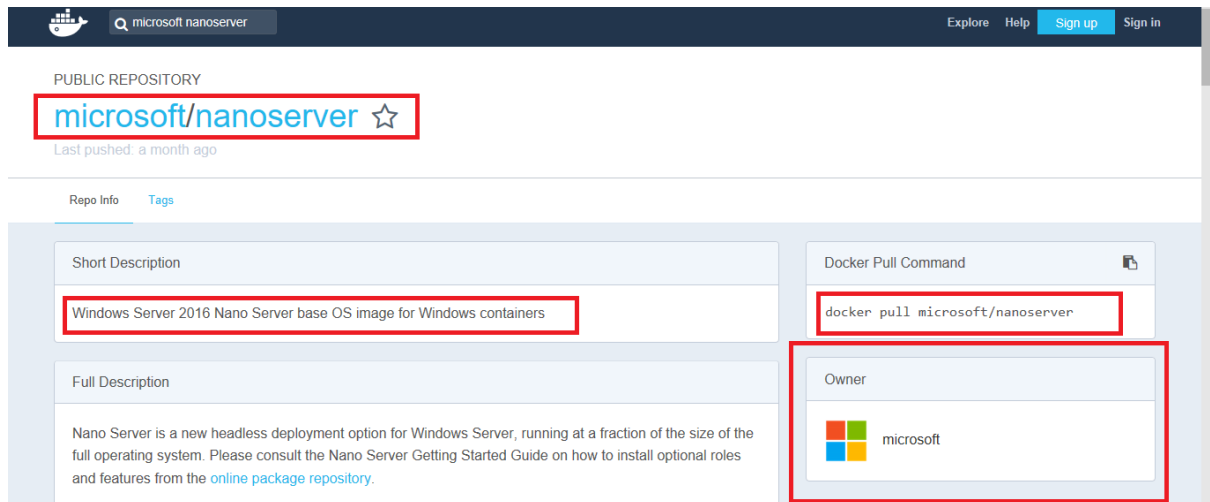 microsoft nanoserver
Explore Help Sign up Sign in
PUBLIC REPOSITORY
microsoft/nanoserver
Last pushed: a month ago
Repo Info Tags
Short Description
Windows Server 2016 Nano Server base OS image for Windows containers
Docker Pull Command
docker pull microsoft/nanoserver
Full Description
Nano Server is a new headless deployment option for Windows Server, running at a fraction of the size of the
full operating system. Please consult the Nano Server Getting Started Guide on how to install optional roles
and features from the online package repository.
Owner
microsoft